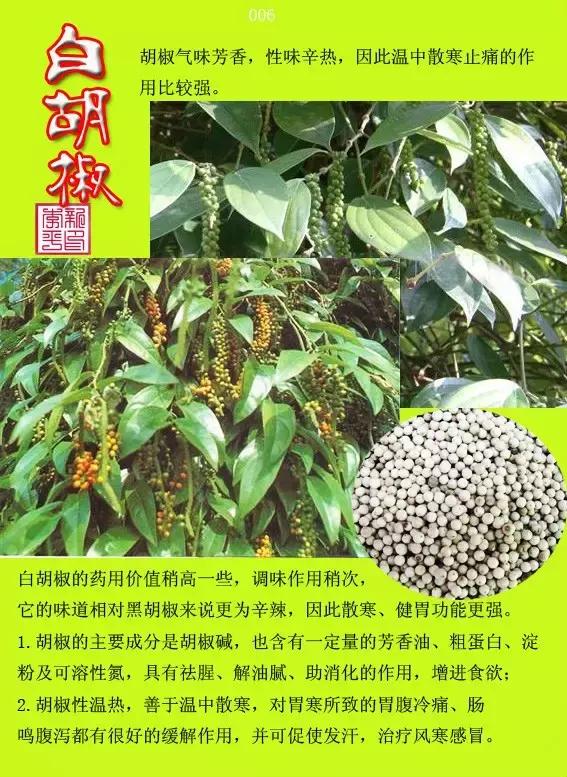 006
白胡椒
胡椒气味芳香，性味辛热，因此温中散寒止痛的作
用比较强。
白胡椒的药用价值稍高一些，调味作用稍次，
它的味道相对黑胡椒来说更为辛辣，因此散寒、健胃功能更强。
1.胡椒的主要成分是胡椒碱，也含有一定量的芳香油、粗蛋白、淀
粉及可溶性氮，具有祛腥、解油腻、助消化的作用，增进食欲；
2.胡椒性温热，善于温中散寒，对胃寒所致的胃腹冷痛、肠
鸣腹泻都有很好的缓解作用，并可促使发汗，治疗风寒感冒。